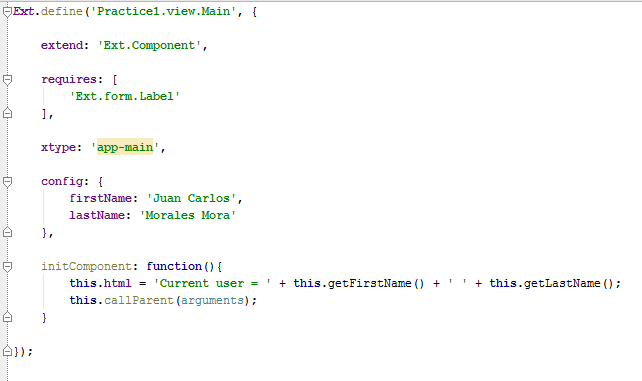 Ext.define('Practice1.view.Main', {
extend: 'Ext.Component',
requires: [
'Ext.form.Label'
],
xtype: 'app-main',
config: {
firstName: 'Juan Carlos',
lastName: 'Morales Mora'
},
initComponent: function(){
this.html = 'Current user = ' + this.getFirstName() + ' ' + this.getLastName();
this.callParent(arguments);
}
});